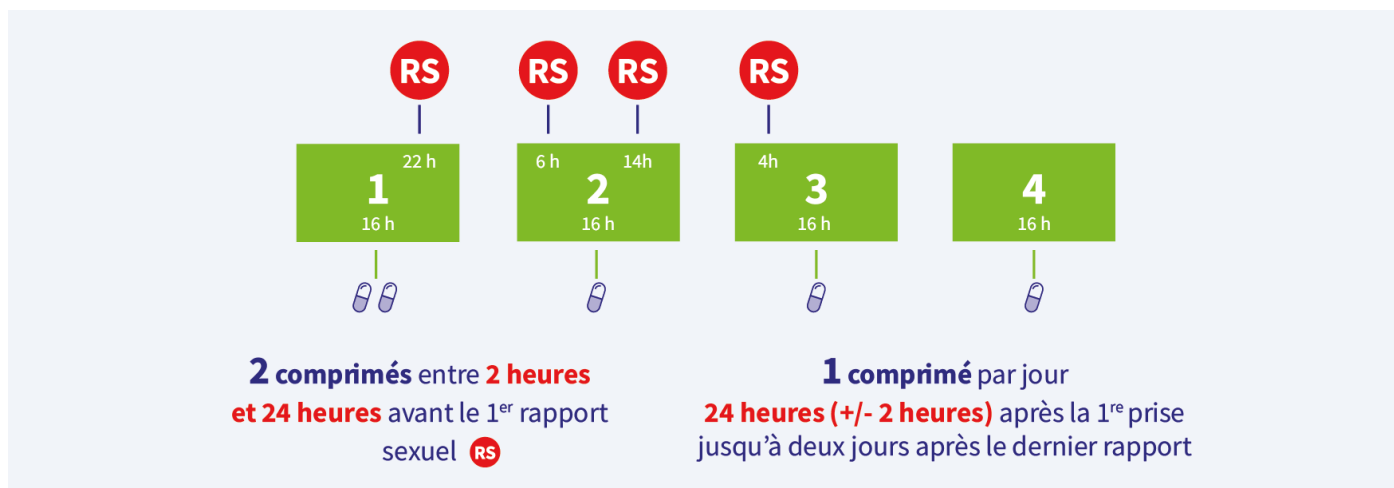 RS RS RS RS
22 h 6 h 14h 4h
1 2 3 4
16 h 16 h 16 h 16 h
2 comprimés entre 2 heures
et 24 heures avant le 1er rapport
sexuel RS
1 comprimé par jour
24 heures (+/- 2 heures) après la 1re prise
jusqu'à deux jours après le dernier rapport